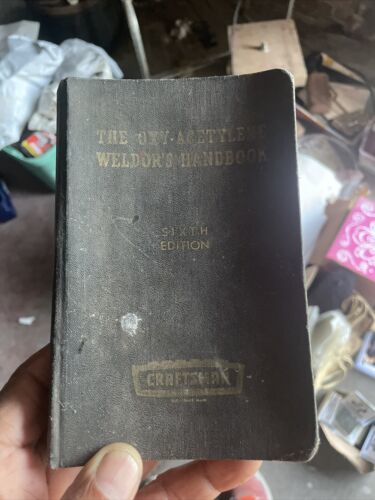 THE OXY-ACETYLENE
WELDOR'S HANDBOOK
SIXTH
EDITION
CRAFTSMAN